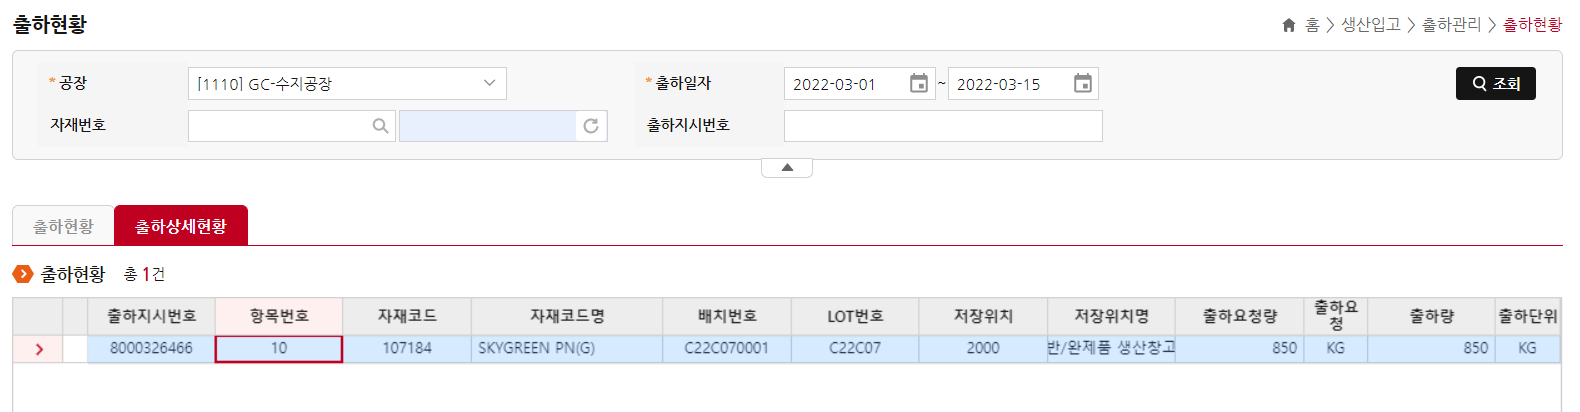 출하현황
홈 > 생산입고 > 출하관리 > 출하현황
* 공장 [1110] GC-수지공장 * 출하일자 2022-03-01 ~ 2022-03-15 조회
자재번호 출하지시번호
출하현황 출하상세현황
출하현황 총 1건
출하지시번호 항목번호 자재코드 자재코드명 배치번호 LOT번호 저장위치 저장위치명 출하요청량 출하요청 출하량 출하단위
8000326466 10 107184 SKYGREEN PN(G) C22C070001 C22C07 2000 반/완제품 생산창고 850 KG 850 KG